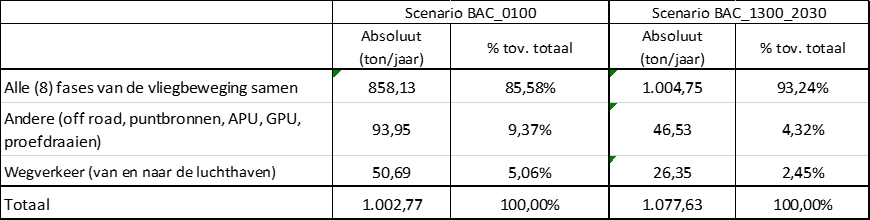 Scenario BAC_0100 Scenario BAC_1300_2030
Absoluut (ton/jaar) % tov. totaal Absoluut (ton/jaar) % tov. totaal
Alle (8) fases van de vliegbeweging samen 858,13 85,58% 1.004,75 93,24%
Andere (off road, puntbronnen, APU, GPU,
proefdraaien) 93,95 9,37% 46,53 4,32%
Wegverkeer (van en naar de luchthaven) 50,69 5,06% 26,35 2,45%
Totaal 1.002,77 100,00% 1.077,63 100,00%